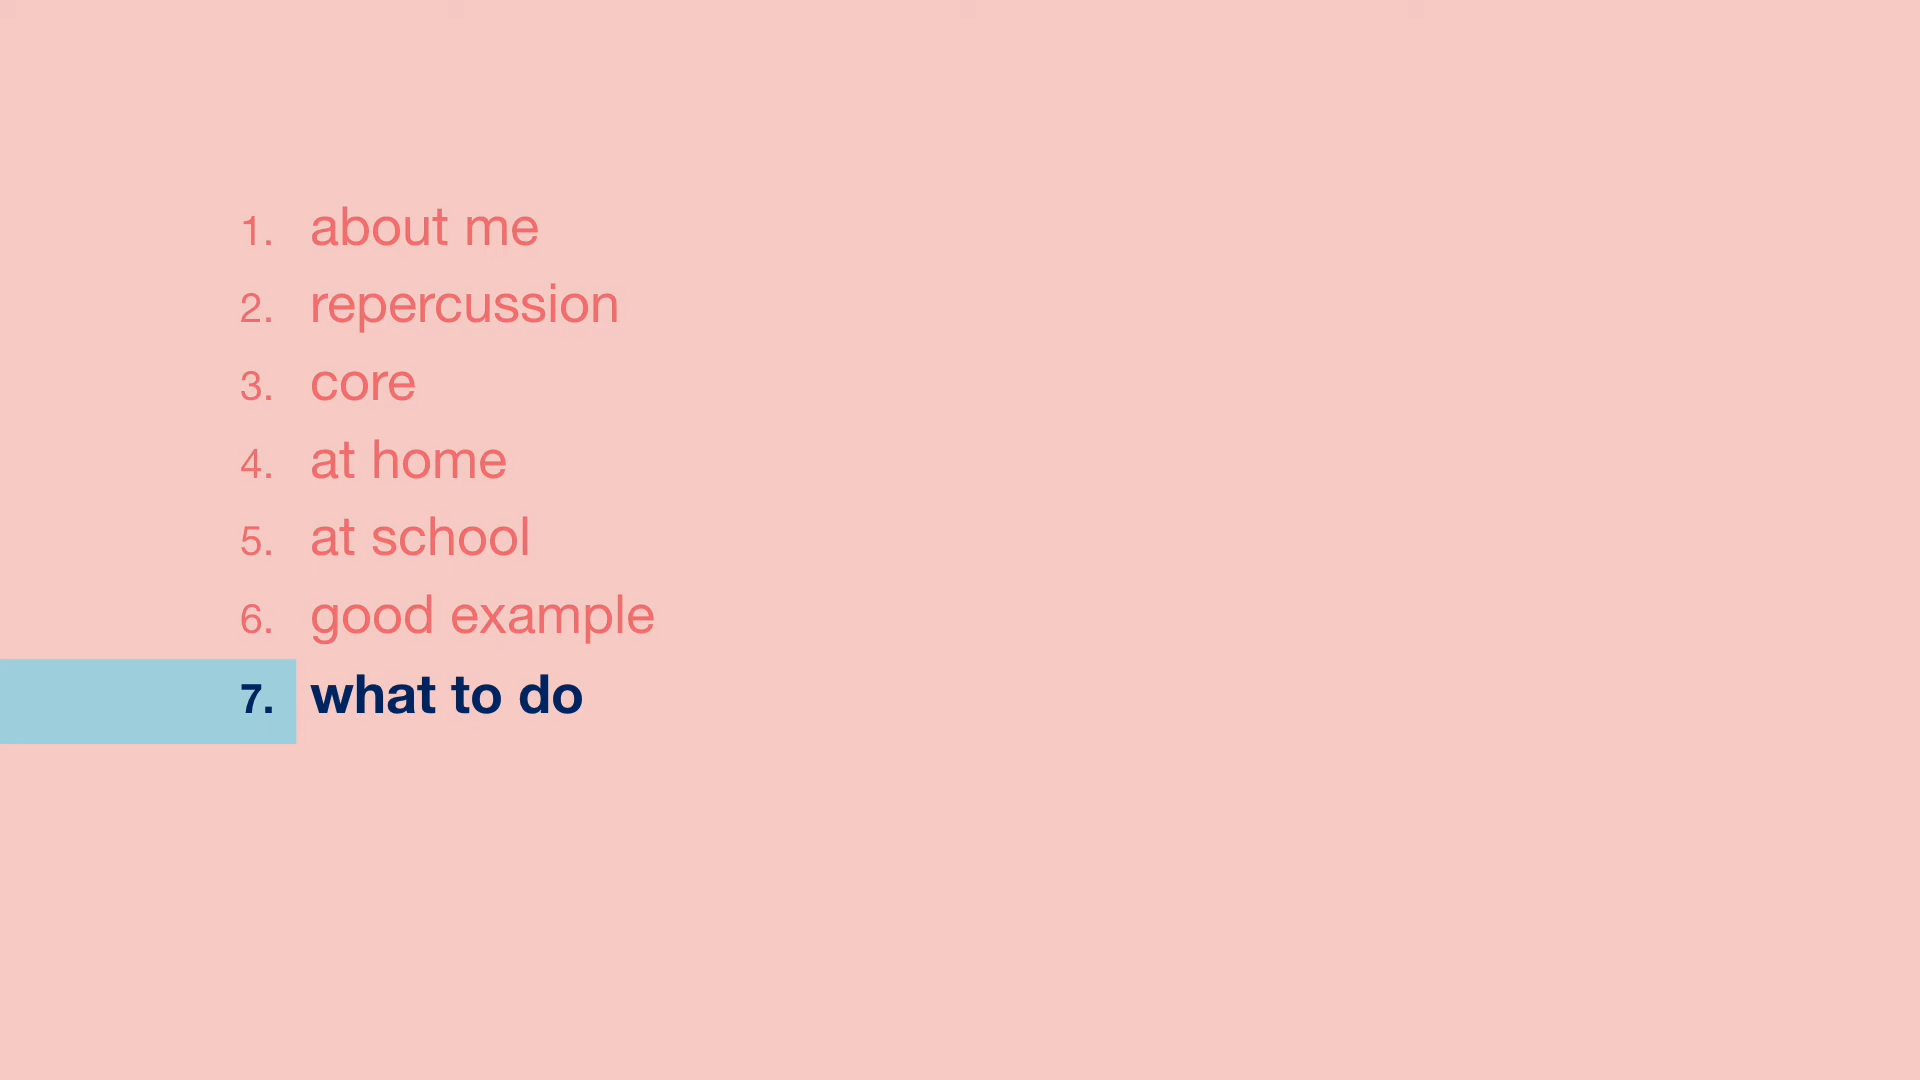 1. about me
2. repercussion
3. core
4. at home
5. at school
6. good example
7. what to do